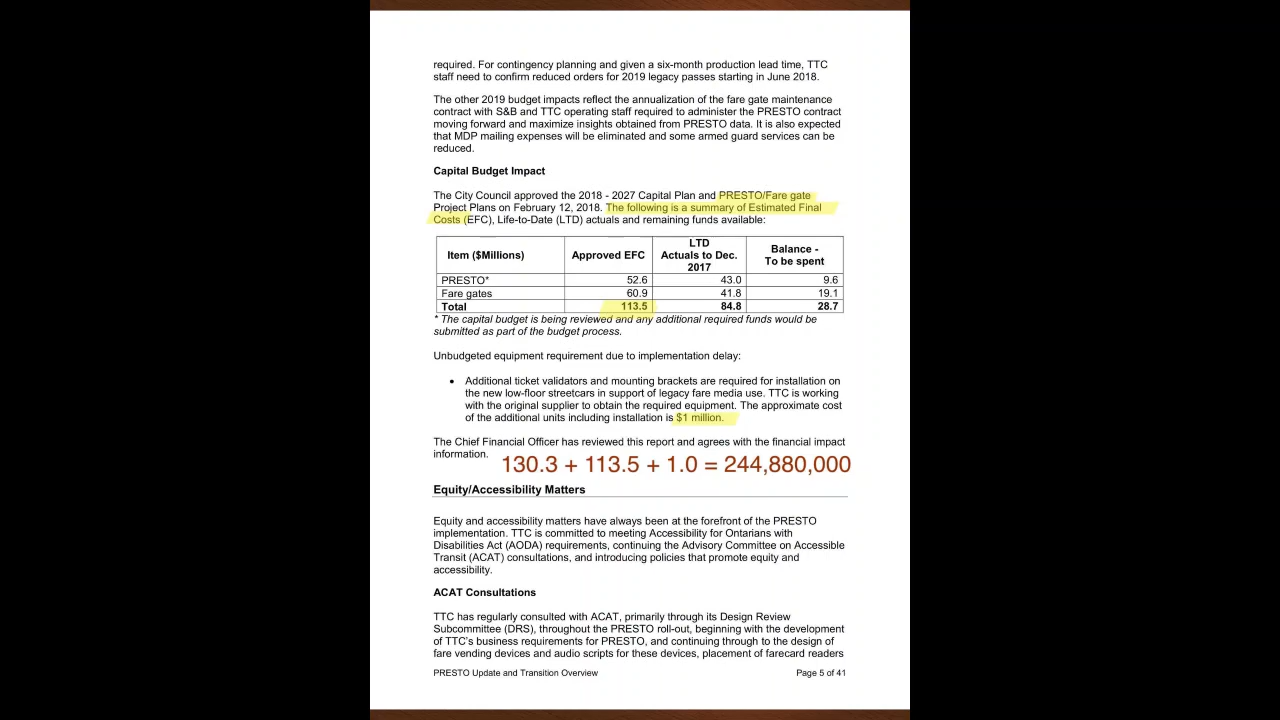 required. For contingency planning and given a six-month production lead time, TTC
staff need to confirm reduced orders for 2019 legacy passes starting in June 2018.
The other 2019 budget impacts reflect the annualization of the fare gate maintenance
contract with S&B and TTC operating staff required to administer the PRESTO contract
moving forward and maximize insights obtained from PRESTO data. It is also expected
that MDP mailing expenses will be eliminated and some armed guard services can be
reduced.
Capital Budget Impact
The City Council approved the 2018 - 2027 Capital Plan and PRESTO/Fare gate
Project Plans on February 12, 2018. The following is a summary of Estimated Final
Costs (EFC), Life-to-Date (LTD) actuals and remaining funds available:
Item ($Millions) Approved EFC LTD Actuals to Dec. 2017 Balance - To be spent
PRESTO* 52.6 43.0 9.6
Fare gates 60.9 41.8 19.1
Total 113.5 84.8 28.7
* The capital budget is being reviewed and any additional required funds would be
submitted as part of the budget process.
Unbudgeted equipment requirement due to implementation delay:
• Additional ticket validators and mounting brackets are required for installation on
the new low-floor streetcars in support of legacy fare media use. TTC is working
with the original supplier to obtain the required equipment. The approximate cost
of the additional units including installation is $1 million.
The Chief Financial Officer has reviewed this report and agrees with the financial impact
information.
130.3 + 113.5 + 1.0 = 244,880,000
Equity/Accessibility Matters
Equity and accessibility matters have always been at the forefront of the PRESTO
implementation. TTC is committed to meeting Accessibility for Ontarians with
Disabilities Act (AODA) requirements, continuing the Advisory Committee on Accessible
Transit (ACAT) consultations, and introducing policies that promote equity and
accessibility.
ACAT Consultations
TTC has regularly consulted with ACAT, primarily through its Design Review
Subcommittee (DRS), throughout the PRESTO roll-out, beginning with the development
of TTC's business requirements for PRESTO, and continuing through to the design of
fare vending devices and audio scripts for these devices, placement of farecard readers
PRESTO Update and Transition Overview Page 5 of 41